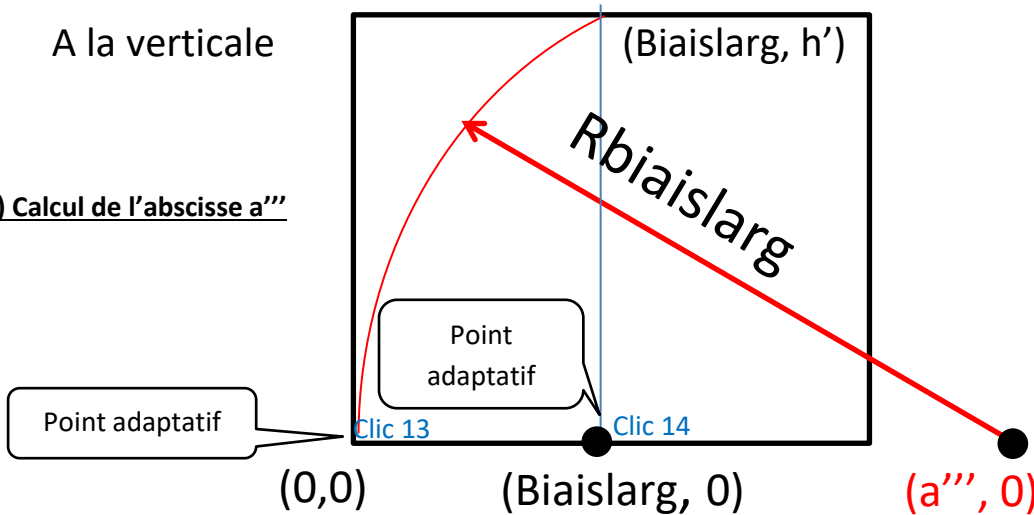 A la verticale
(Biaislarg, h’)
Rbiaislarg
) Calcul de l’abscisse a’’’
Point
adaptatif
Point adaptatif
Clic 13
Clic 14
(0,0)
(Biaislarg, 0)
(a’’’, 0)